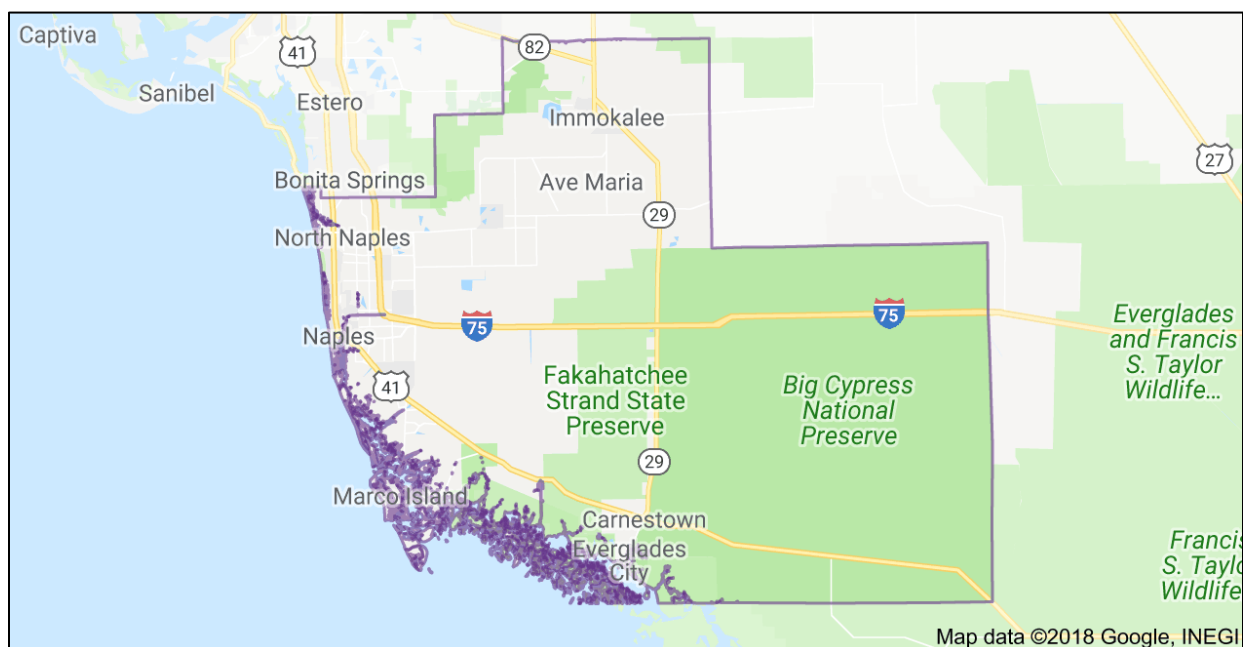 Captiva
41
82
Sanibel
Estero
Immokalee
27
Bonita Springs
Ave Maria
29
North Naples
75
75
Naples
Everglades
and Francis
S. Taylor
Wildlife...
41
Fakahatchee
Strand State
Preserve
Big Cypress
National
Preserve
29
Marco Island
Carnestown
Everglades
City
Francis
S. Taylo
Wildlife
Map data ©2018 Google, INEGI